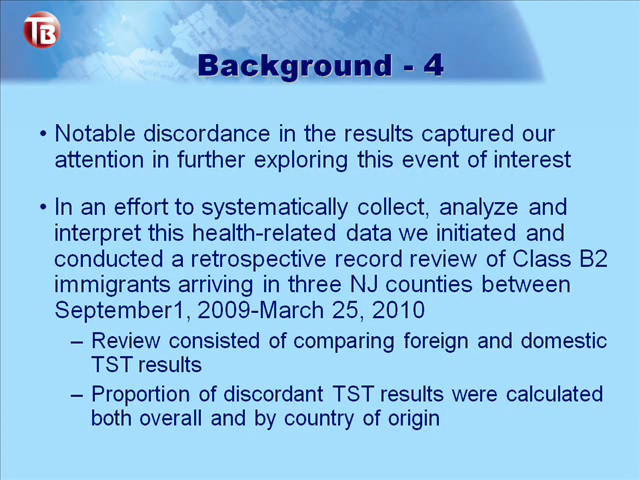 TB
Background - 4
• Notable discordance in the results captured our
attention in further exploring this event of interest
• In an effort to systematically collect, analyze and
interpret this health-related data we initiated and
conducted a retrospective record review of Class B2
immigrants arriving in three NJ counties between
September1, 2009-March 25, 2010
– Review consisted of comparing foreign and domestic
TST results
– Proportion of discordant TST results were calculated
both overall and by country of origin